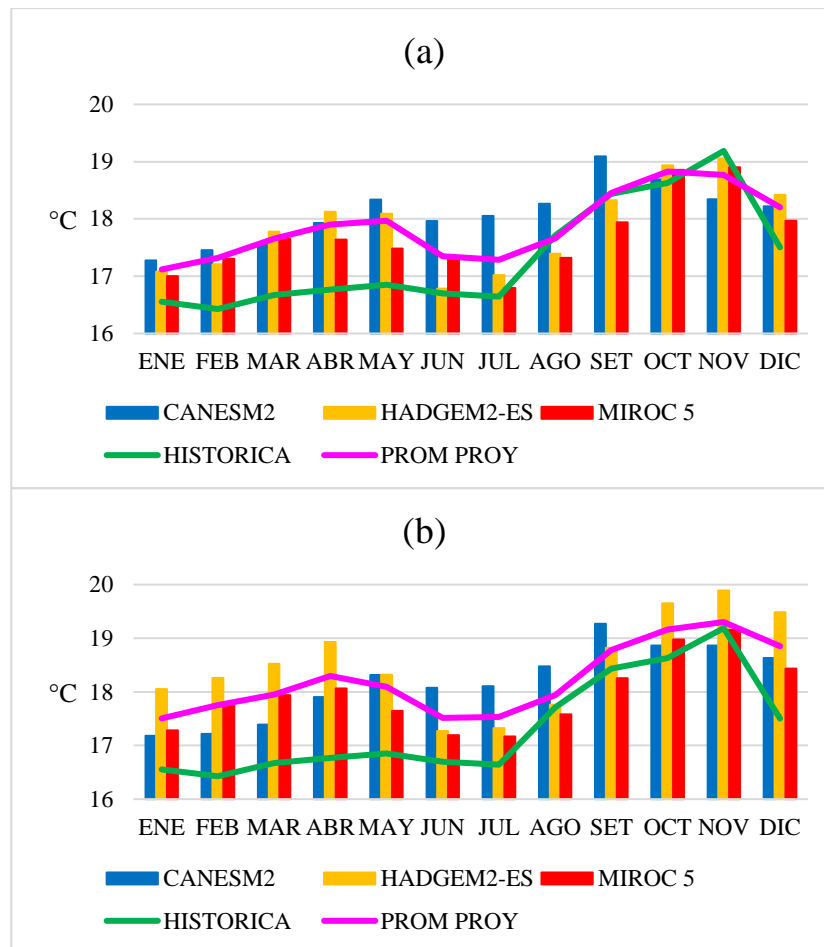 (a)
20
19
18
°C
17
16
ENE FEB MAR ABR MAY JUN JUL AGO SET OCT NOV DIC
CANESM2 HADGEM2-ES MIROC 5
HISTORICA PROM PROY
(b)
20
19
18
°C
17
16
ENE FEB MAR ABR MAY JUN JUL AGO SET OCT NOV DIC
CANESM2 HADGEM2-ES MIROC 5
HISTORICA PROM PROY